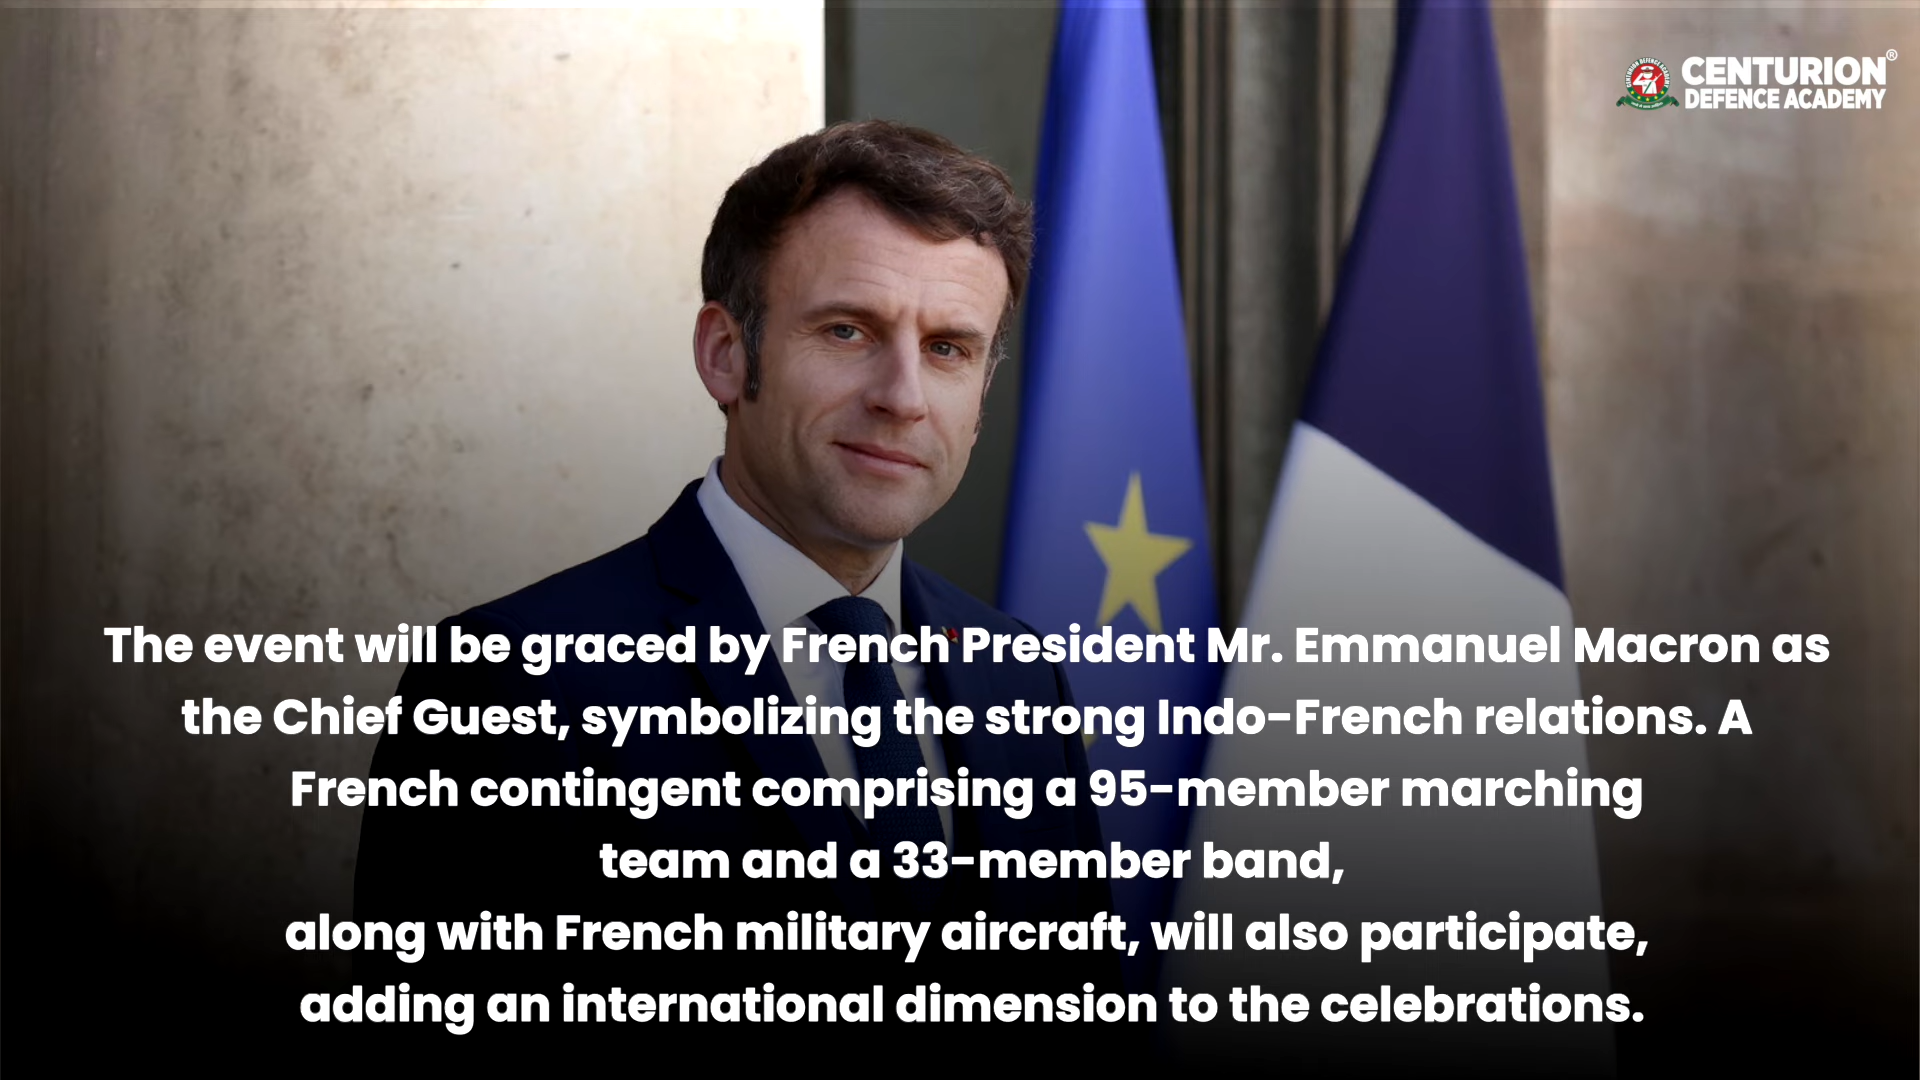 CENTURION®
DEFENCE ACADEMY
The event will be graced by French President Mr. Emmanuel Macron as
the Chief Guest, symbolizing the strong Indo-French relations. A
French contingent comprising a 95-member marching
team and a 33-member band,
along with French military aircraft, will also participate,
adding an international dimension to the celebrations.